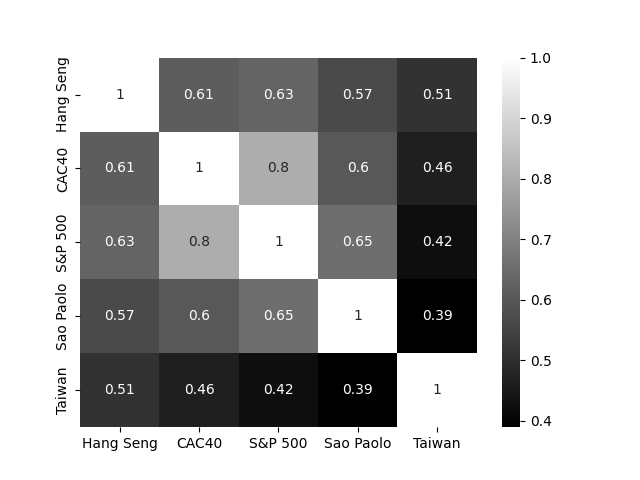 Hang Seng 1 0.61 0.63 0.57 0.51
CAC40 0.61 1 0.8 0.6 0.46
S&P 500 0.63 0.8 1 0.65 0.42
Sao Paolo 0.57 0.6 0.65 1 0.39
Taiwan 0.51 0.46 0.42 0.39 1
Hang Seng CAC40 S&P 500 Sao Paolo Taiwan
1.0
0.9
0.8
0.7
0.6
0.5
0.4